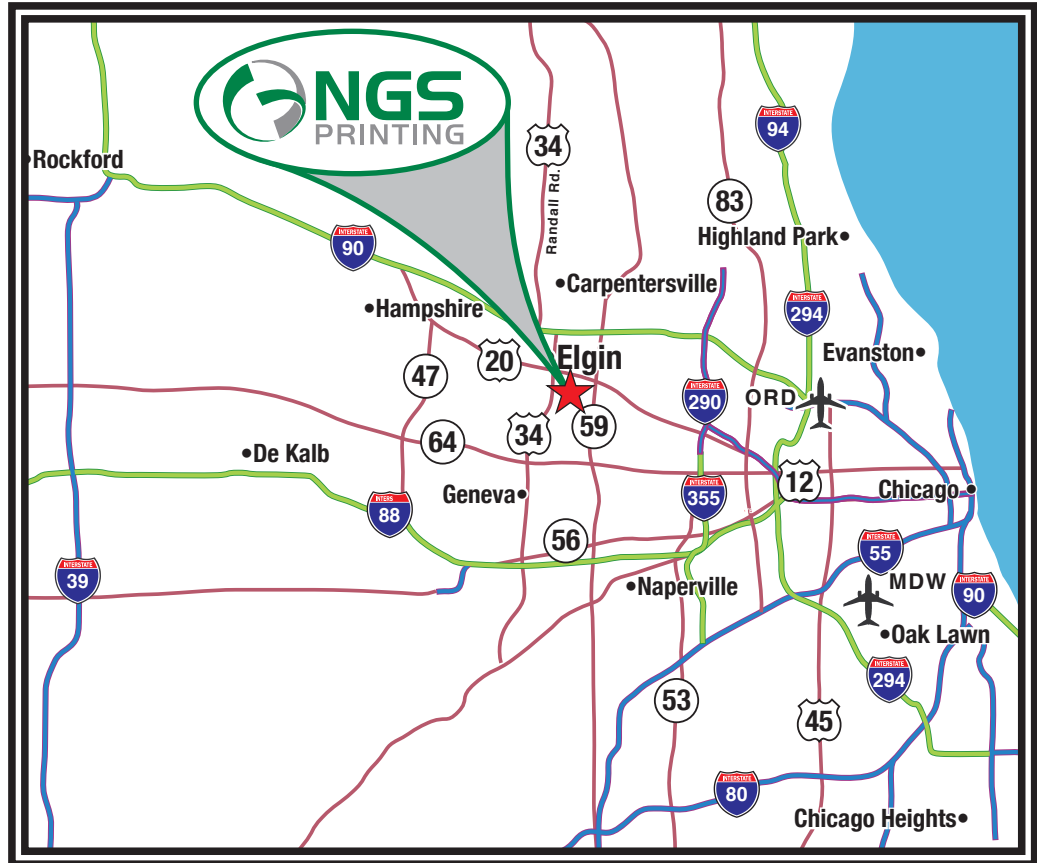 NGS
PRINTING
INTERSTATE
94
34
Rockford
Randall Rd.
83
Highland Park
INTERSTATE
90
Carpentersville
Hampshire
INTERSTATE
294
Elgin
Evanston
20
47
INTERSTATE
290
ORD
34
59
64
De Kalb
12
Geneva
INTERSTATE
355
Chicago
INTERS
88
56
INTERSTATE
55
INTERSTATE
39
Naperville
MDW
INTERSTATE
90
Oak Lawn
INTERSTATE
294
53
45
INTERSTATE
80
Chicago Heights